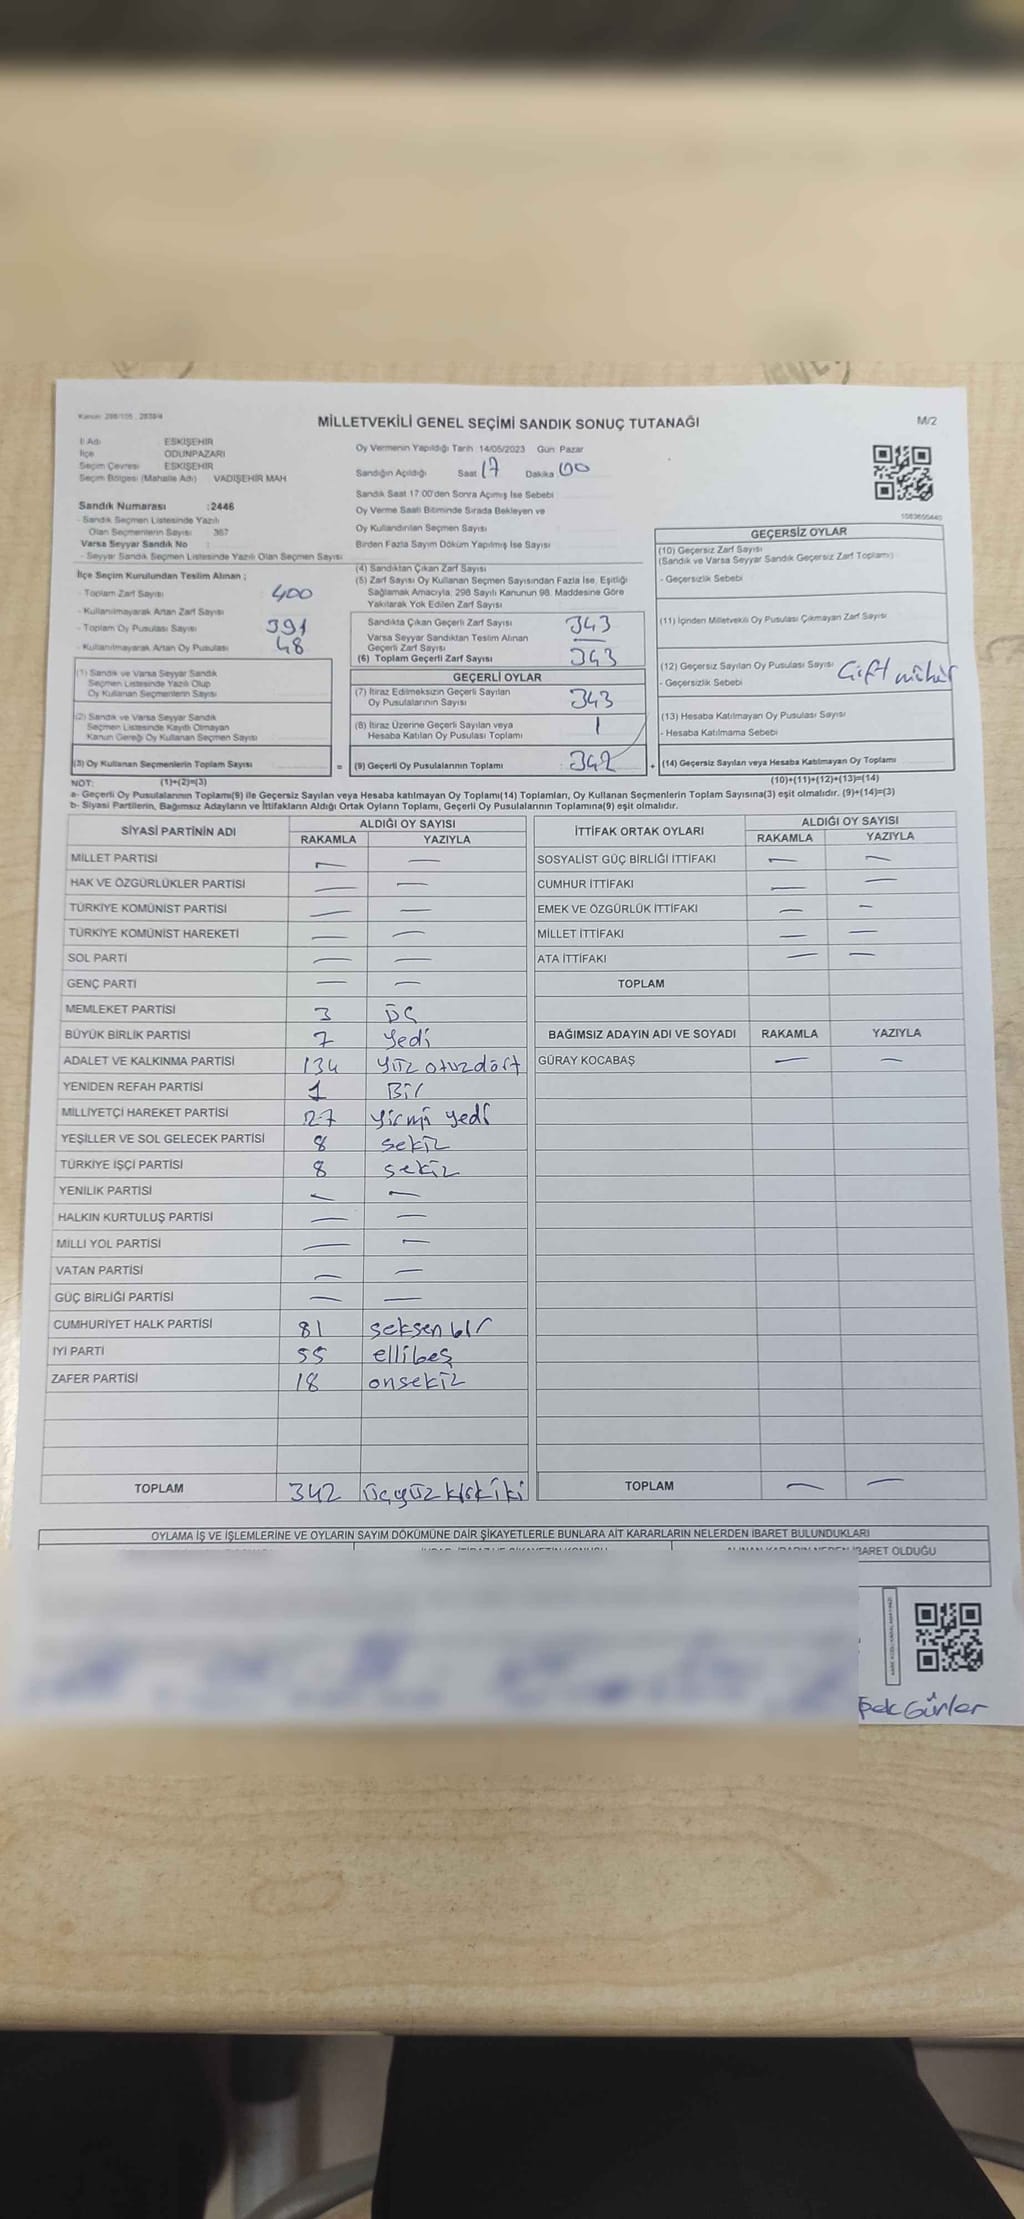 Kanun: 298/105 , 2839/4
MİLLETVEKİLİ GENEL SEÇİMİ SANDIK SONUÇ TUTANAĞI
M/2
İl Adı ESKİŞEHİR
İlçe ODUNPAZARI
Seçim Çevresi ESKİŞEHİR
Seçim Bölgesi (Mahalle Adı) VADİŞEHİR MAH
Sandık Numarası :2446
- Sandık Seçmen Listesinde Yazılı
Olan Seçmenlerin Sayısı : 367
Varsa Seyyar Sandık No :
- Seyyar Sandık Seçmen Listesinde Yazılı Olan Seçmen Sayısı
İlçe Seçim Kurulundan Teslim Alınan ;
- Toplam Zarf Sayısı : 400
- Kullanılmayarak Artan Zarf Sayısı
- Toplam Oy Pusulası Sayısı : 391
- Kullanılmayarak Artan Oy Pusulası : 48
(1) Sandık ve Varsa Seyyar Sandık
Seçmen Listesinde Yazılı Olup
Oy Kullanan Seçmenlerin Sayısı
(2) Sandık ve Varsa Seyyar Sandık
Seçmen Listesinde Kayıtlı Olmayan
Kanun Gereği Oy Kullanan Seçmen Sayısı
(3) Oy Kullanan Seçmenlerin Toplam Sayısı
=
Oy Vermenin Yapıldığı Tarih 14/05/2023 Gün Pazar
Sandığın Açıldığı Saat 17 Dakika 00
Sandık Saat 17:00'den Sonra Açılmış İse Sebebi
Oy Verme Saati Bitiminde Sırada Bekleyen ve
Oy Kullandırılan Seçmen Sayısı
Birden Fazla Sayım Döküm Yapılmış İse Sayısı
(4) Sandıktan Çıkan Zarf Sayısı
(5) Zarf Sayısı Oy Kullanan Seçmen Sayısından Fazla İse, Eşitliği
Sağlamak Amacıyla, 298 Sayılı Kanunun 98. Maddesine Göre
Yakılarak Yok Edilen Zarf Sayısı
Sandıkta Çıkan Geçerli Zarf Sayısı 343
Varsa Seyyar Sandıktan Teslim Alınan
Geçerli Zarf Sayısı —
(6) Toplam Geçerli Zarf Sayısı 343
GEÇERLİ OYLAR
(7) İtiraz Edilmeksizin Geçerli Sayılan
Oy Pusulalarının Sayısı 343
(8) İtiraz Üzerine Geçerli Sayılan veya
Hesaba Katılan Oy Pusulası Toplamı 1
(9) Geçerli Oy Pusulalarının Toplamı 342
+
1083655440
GEÇERSİZ OYLAR
(10) Geçersiz Zarf Sayısı
(Sandık ve Varsa Seyyar Sandık Geçersiz Zarf Toplamı)
- Geçersizlik Sebebi
(11) İçinden Milletvekili Oy Pusulası Çıkmayan Zarf Sayısı
(12) Geçersiz Sayılan Oy Pusulası Sayısı Çift mühür
- Geçersizlik Sebebi
(13) Hesaba Katılmayan Oy Pusulası Sayısı
- Hesaba Katılmama Sebebi
(14) Geçersiz Sayılan veya Hesaba Katılmayan Oy Toplamı
NOT: (1)+(2)=(3) (10)+(11)+(12)+(13)=(14)
a- Geçerli Oy Pusulalarının Toplamı(9) ile Geçersiz Sayılan veya Hesaba katılmayan Oy Toplamı(14) Toplamları, Oy Kullanan Seçmenlerin Toplam Sayısına(3) eşit olmalıdır. (9)+(14)=(3)
b- Siyasi Partilerin, Bağımsız Adayların ve İttifakların Aldığı Ortak Oyların Toplamı, Geçerli Oy Pusulalarının Toplamına(9) eşit olmalıdır.
SİYASİ PARTİNİN ADI ALDIĞI OY SAYISI
RAKAMLA YAZIYLA
MİLLET PARTİSİ — —
HAK VE ÖZGÜRLÜKLER PARTİSİ — —
TÜRKİYE KOMÜNİST PARTİSİ — —
TÜRKİYE KOMÜNİST HAREKETİ — —
SOL PARTİ — —
GENÇ PARTİ — —
MEMLEKET PARTİSİ 3 üç
BÜYÜK BİRLİK PARTİSİ 7 yedi
ADALET VE KALKINMA PARTİSİ 134 yüz otuzdört
YENİDEN REFAH PARTİSİ 1 Bir
MİLLİYETÇİ HAREKET PARTİSİ 27 yirmi yedi
YEŞİLLER VE SOL GELECEK PARTİSİ 8 sekiz
TÜRKİYE İŞÇİ PARTİSİ 8 sekiz
YENİLİK PARTİSİ — —
HALKIN KURTULUŞ PARTİSİ — —
MİLLİ YOL PARTİSİ — —
VATAN PARTİSİ — —
GÜÇ BİRLİĞİ PARTİSİ — —
CUMHURİYET HALK PARTİSİ 81 seksen bir
İYİ PARTİ 55 ellibeş
ZAFER PARTİSİ 18 onsekiz
TOPLAM 342 üçyüz kırkiki
İTTİFAK ORTAK OYLARI ALDIĞI OY SAYISI
RAKAMLA YAZIYLA
SOSYALİST GÜÇ BİRLİĞİ İTTİFAKI — —
CUMHUR İTTİFAKI — —
EMEK VE ÖZGÜRLÜK İTTİFAKI — —
MİLLET İTTİFAKI — —
ATA İTTİFAKI — —
TOPLAM
BAĞIMSIZ ADAYIN ADI VE SOYADI RAKAMLA YAZIYLA
GÜRAY KOCABAŞ — —
TOPLAM — —
OYLAMA İŞ VE İŞLEMLERİNE VE OYLARIN SAYIM DÖKÜMÜNE DAİR ŞİKAYETLERLE BUNLARA AİT KARARLARIN NELERDEN İBARET BULUNDUKLARI
ALINAN KARARIN NEDEN İBARET OLDUĞU
Gürler